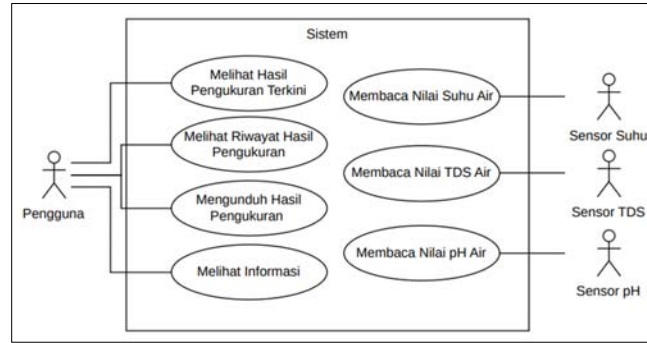 Sistem
Melihat Hasil
Pengukuran Terkini
Melihat Riwayat Hasil
Pengukuran
Mengunduh Hasil
Pengukuran
Melihat Informasi
Membaca Nilai Suhu Air
Membaca Nilai TDS Air
Membaca Nilai pH Air
Pengguna
Sensor Suhu
Sensor TDS
Sensor pH